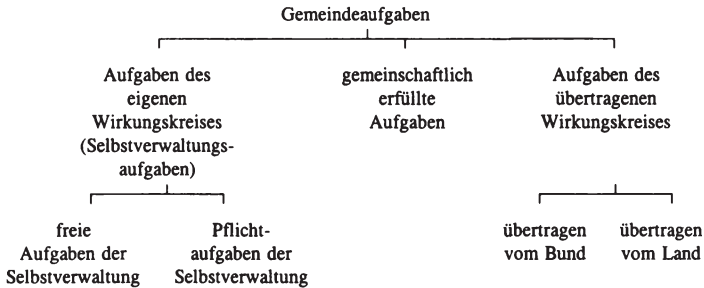 Gemeindeaufgaben
Aufgaben des
eigenen
Wirkungskreises
(Selbstverwaltungs-
aufgaben)
gemeinschaftlich
erfüllte
Aufgaben
Aufgaben des
übertragenen
Wirkungskreises
freie
Aufgaben der
Selbstverwaltung
Pflicht-
aufgaben der
Selbstverwaltung
übertragen
vom Bund
übertragen
vom Land